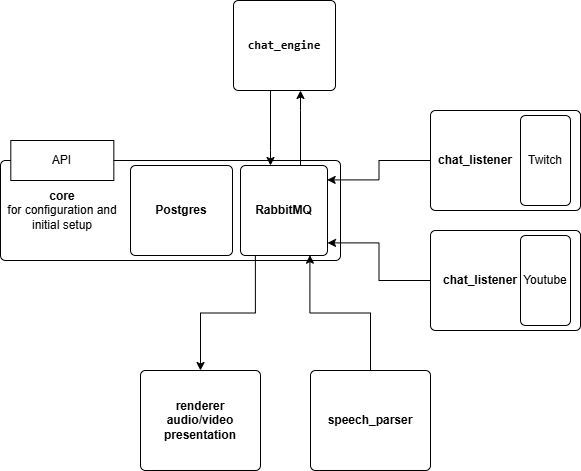 chat_engine
API
core
for configuration and
initial setup
Postgres
RabbitMQ
chat_listener
Twitch
chat_listener
Youtube
renderer
audio/video
presentation
speech_parser